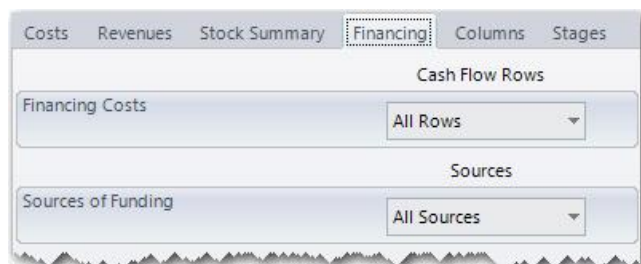 Costs Revenues Stock Summary Financing Columns Stages
Cash Flow Rows
Financing Costs
All Rows
Sources
Sources of Funding
All Sources